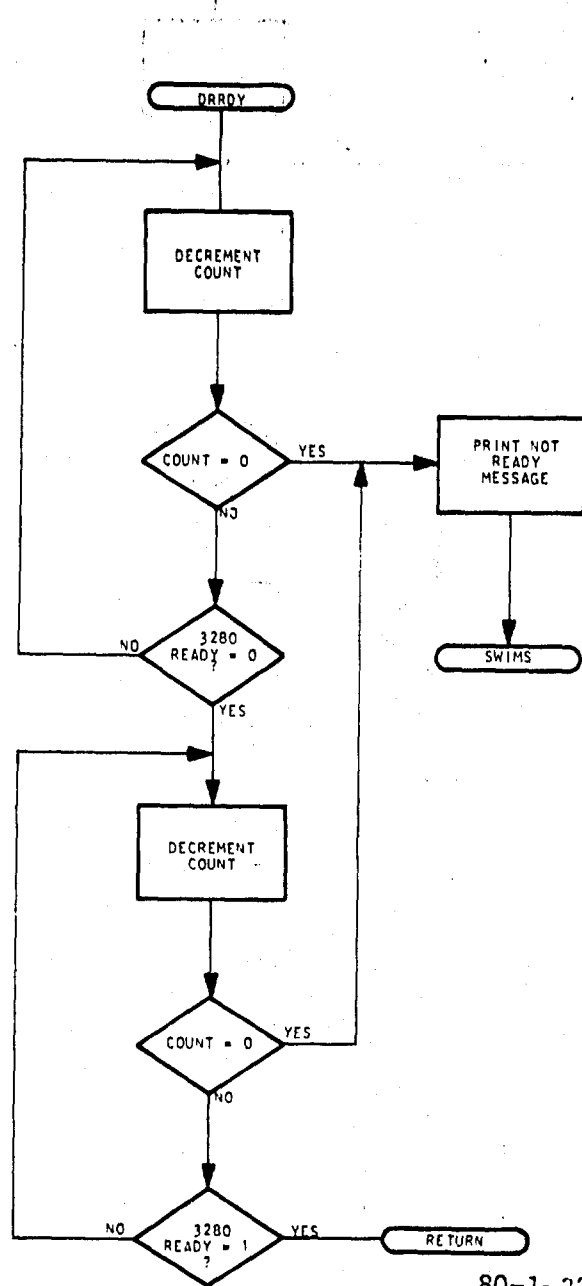 DRRDY
DECREMENT
COUNT
COUNT = 0
YES
NO
PRINT NOT
READY
MESSAGE
SWIMS
3280
READY = 0
?
NO
YES
DECREMENT
COUNT
COUNT = 0
YES
NO
3280
READY = 1
?
NO
YES
RETURN